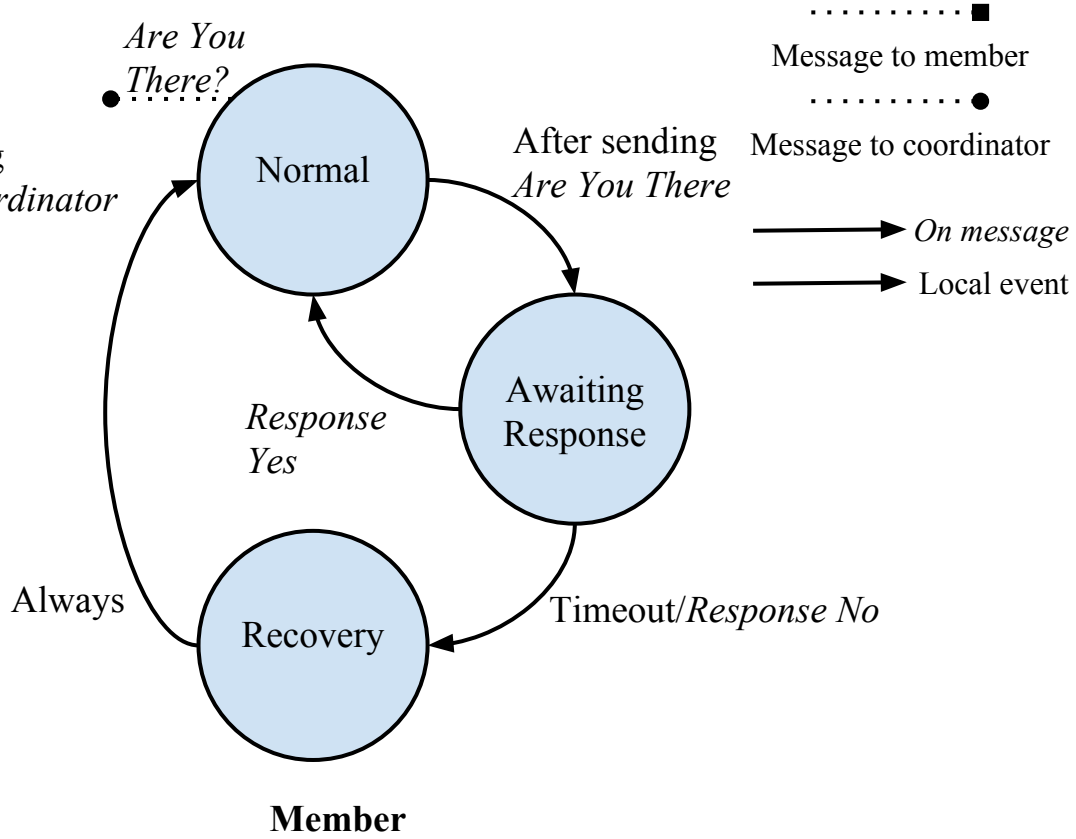 Are You
There?
Message to member
Message to coordinator
After sending
Are You There
Normal
On message
Local event
Awaiting
Response
Response
Yes
Always
Timeout/Response No
Recovery
Member